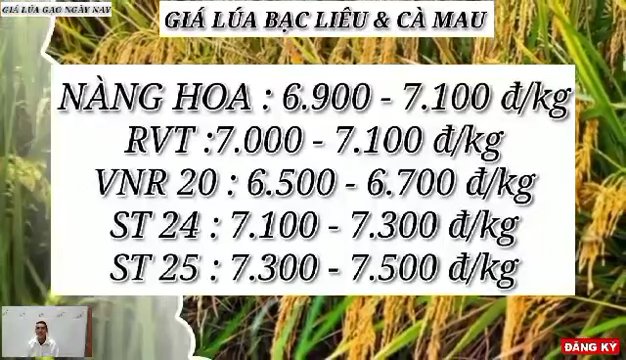 GIÁ LÚA GẠO NGÀY NAY
GIÁ LÚA BẠC LIÊU & CÀ MAU
NÀNG HOA : 6.900 - 7.100 đ/kg
RVT :7.000 - 7.100 đ/kg
VNR 20 : 6.500 - 6.700 đ/kg
ST 24 : 7.100 - 7.300 đ/kg
ST 25 : 7.300 - 7.500 đ/kg
ĐĂNG KÝ